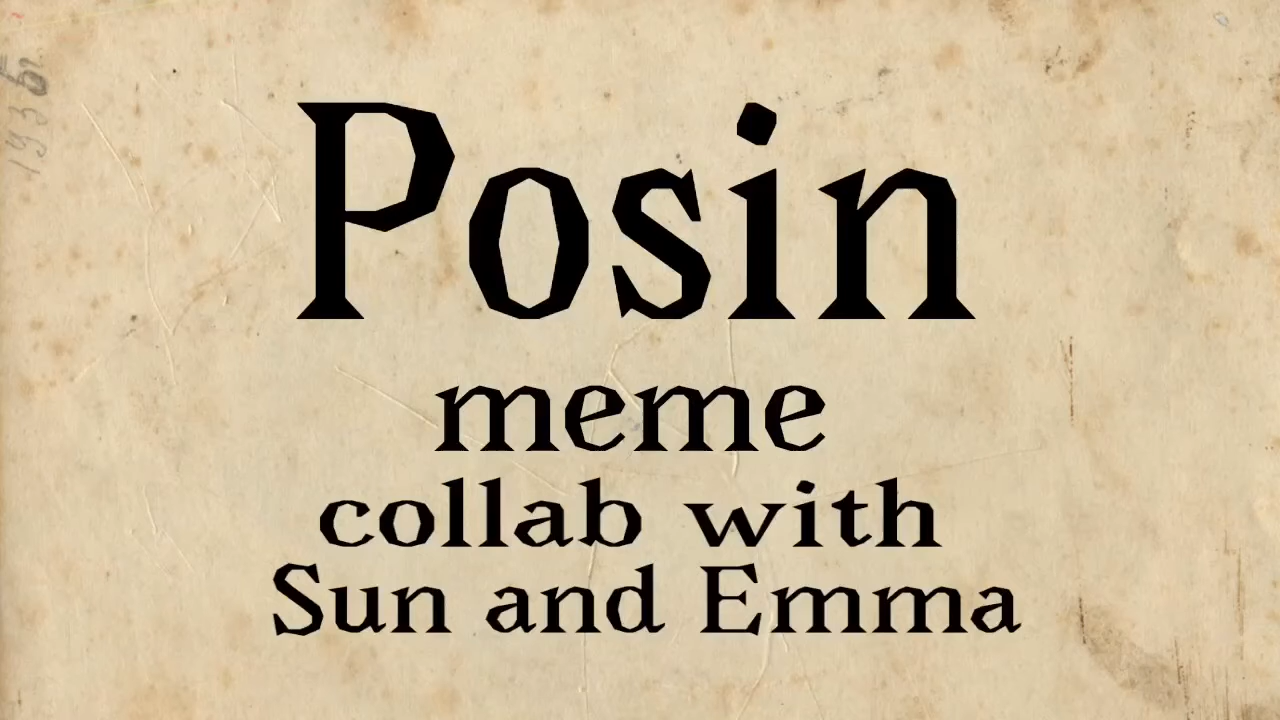 Posin
meme
collab with
Sun and Emma